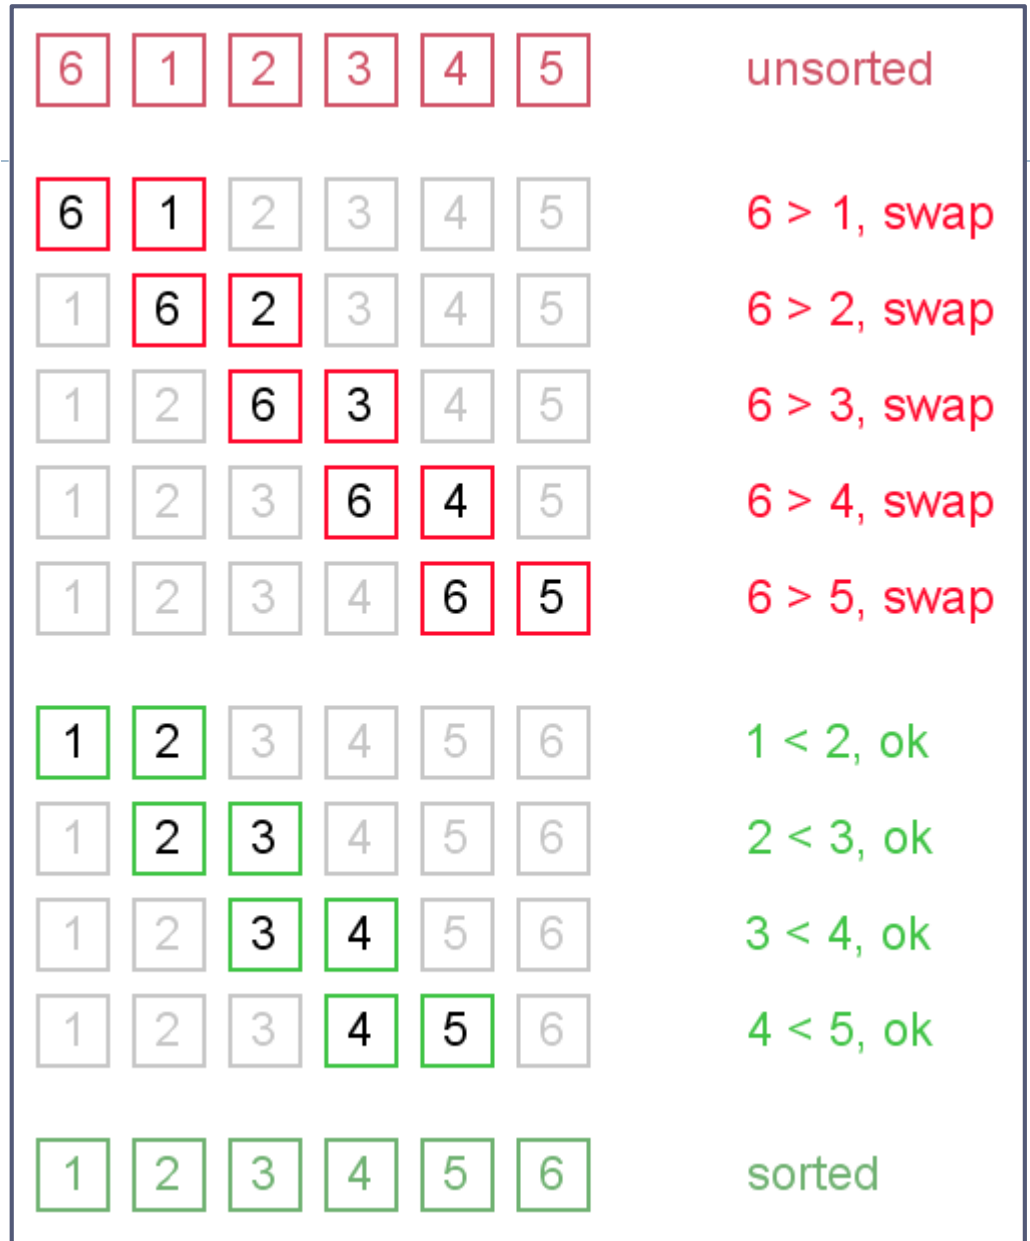 6 1 2 3 4 5 unsorted
6 1 2 3 4 5 6 > 1, swap
1 6 2 3 4 5 6 > 2, swap
1 2 6 3 4 5 6 > 3, swap
1 2 3 6 4 5 6 > 4, swap
1 2 3 4 6 5 6 > 5, swap
1 2 3 4 5 6 1 < 2, ok
1 2 3 4 5 6 2 < 3, ok
1 2 3 4 5 6 3 < 4, ok
1 2 3 4 5 6 4 < 5, ok
1 2 3 4 5 6 sorted